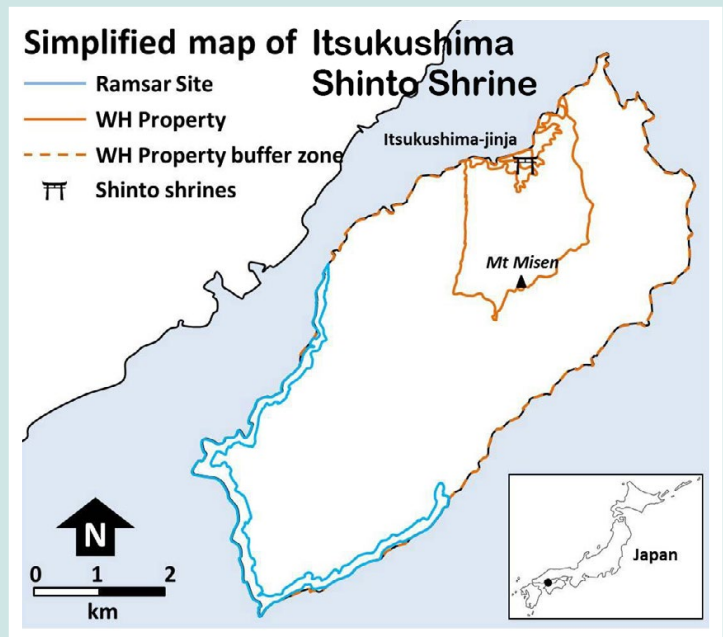 Simplified map of Itsukushima
Shinto Shrine
Ramsar Site
WH Property
WH Property buffer zone
Shinto shrines
Itsukushima-jinja
Mt Misen
N
0 1 2
km
Japan